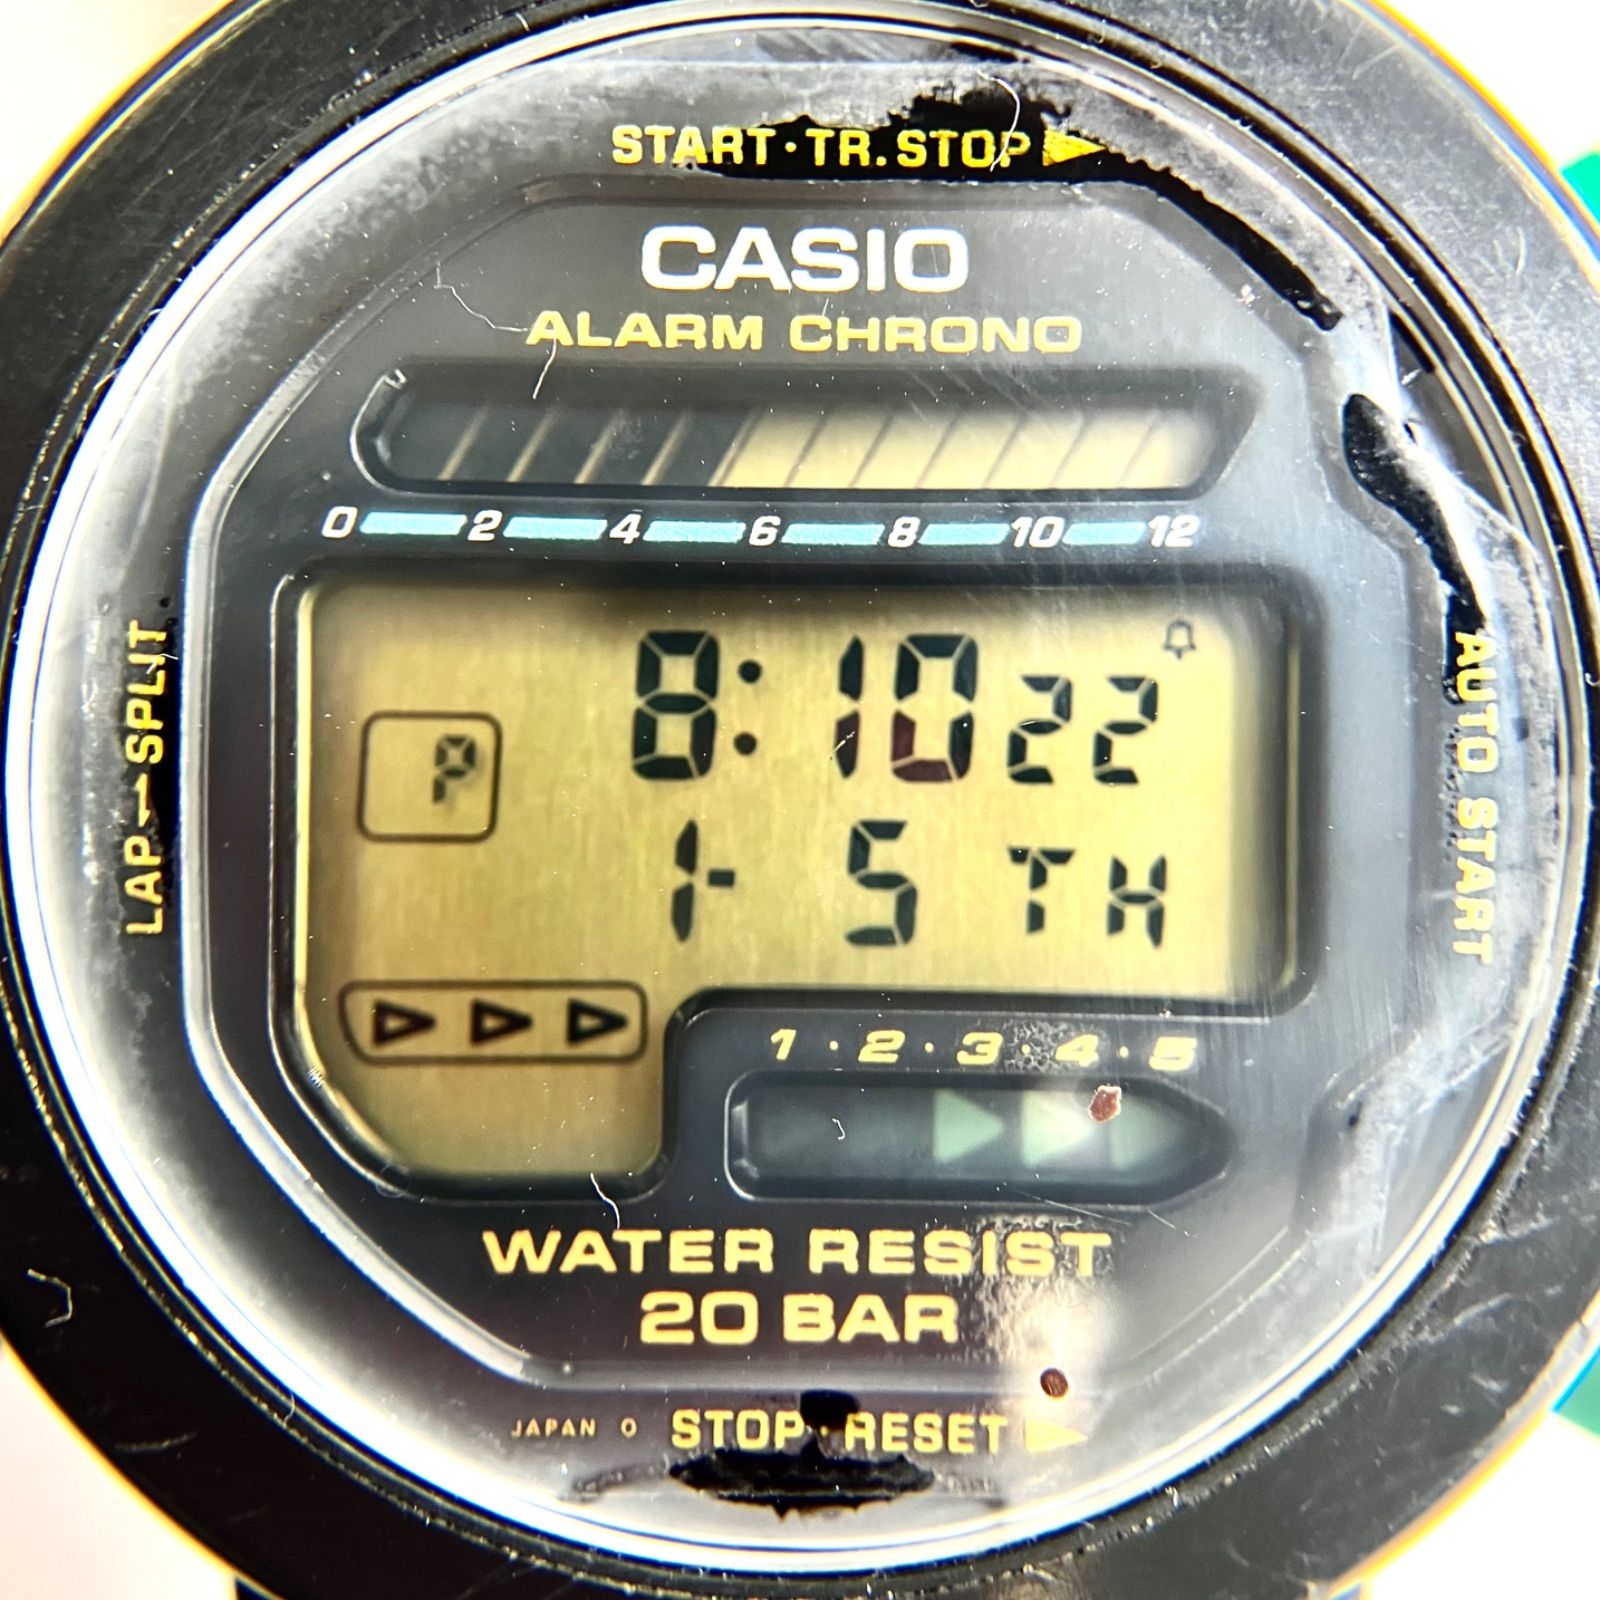 START·TR.STOP
CASIO
ALARM CHRONO
0 2 4 6 8 10 12
LAP→SPLIT
P
8:10 22
1- 5 TH
AUTO START
1·2·3·4·5
WATER RESIST
20 BAR
JAPAN O STOP·RESET